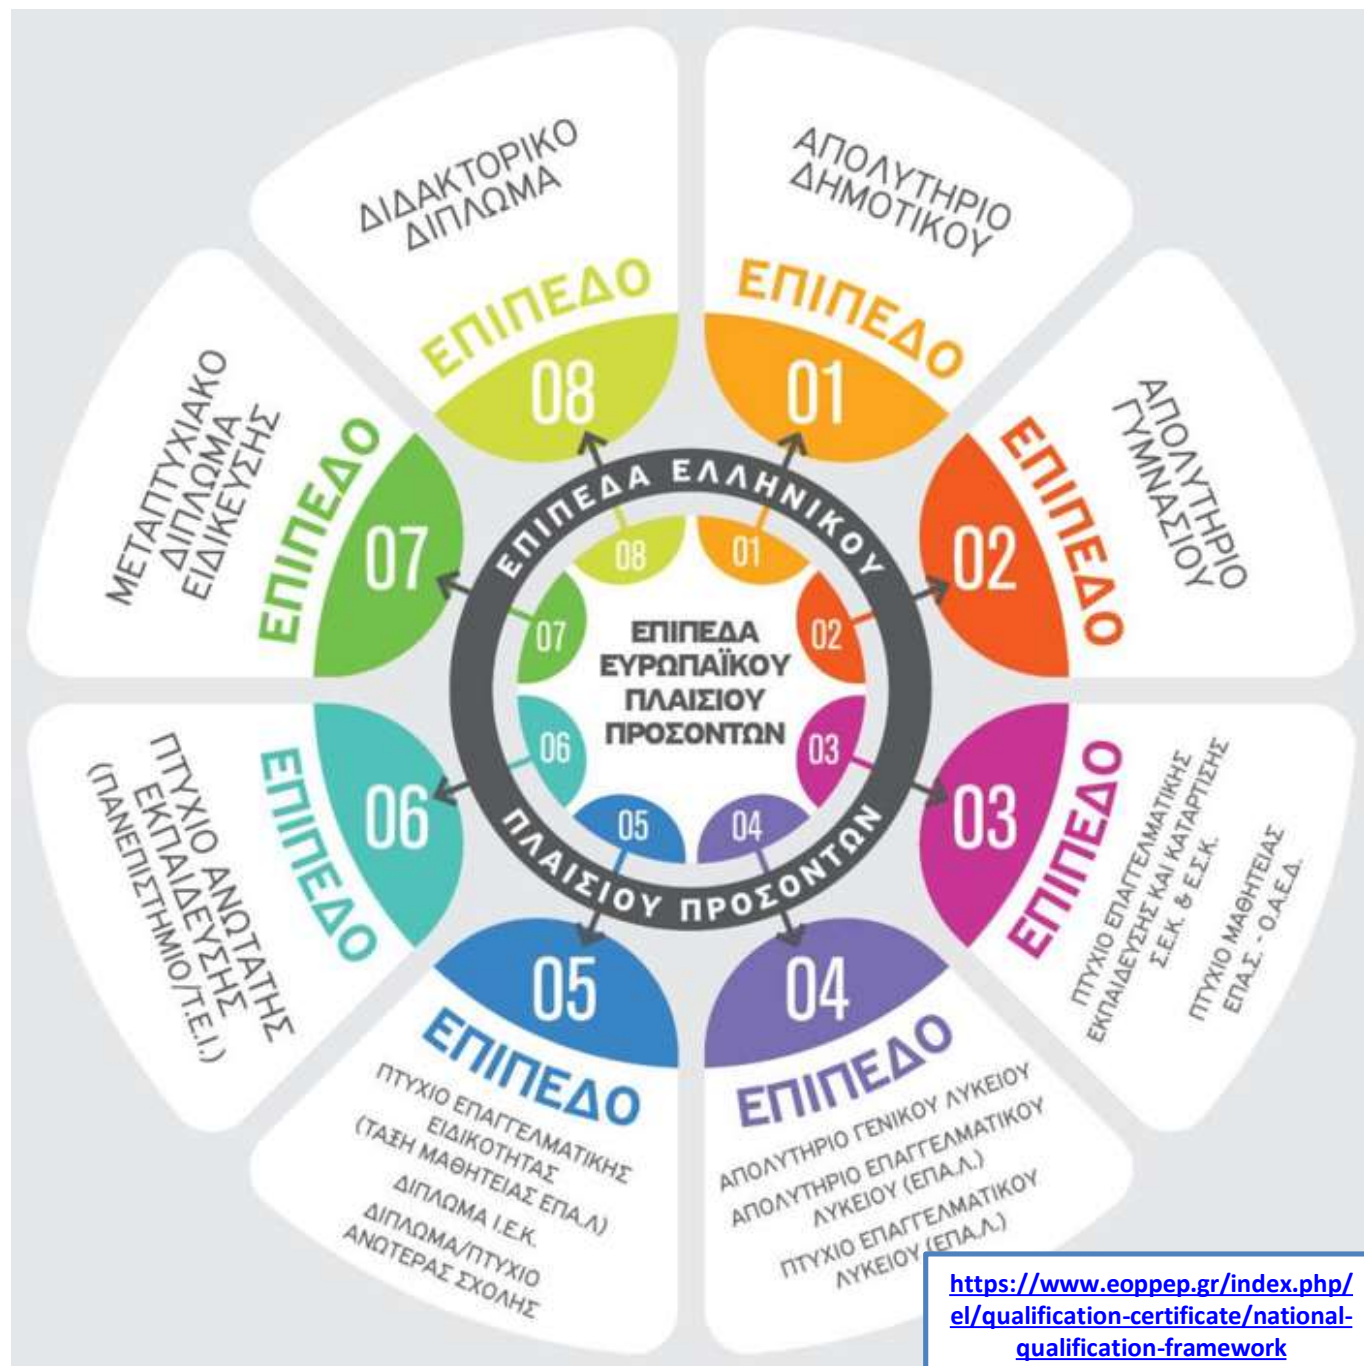 ΑΠΟΛΥΤΗΡΙΟ
ΔΗΜΟΤΙΚΟΥ
ΕΠΙΠΕΔΟ
01
ΑΠΟΛΥΤΗΡΙΟ
ΓΥΜΝΑΣΙΟΥ
ΕΠΙΠΕΔΟ
02
ΕΠΙΠΕΔΟ
03
ΠΤΥΧΙΟ ΕΠΑΓΓΕΛΜΑΤΙΚΗΣ
ΕΚΠΑΙΔΕΥΣΗΣ ΚΑΙ ΚΑΤΑΡΤΙΣΗΣ
Σ.Ε.Κ. & Ε.Σ.Κ.
ΠΤΥΧΙΟ ΜΑΘΗΤΕΙΑΣ
ΕΠΑ.Σ. - Ο.Α.Ε.Δ.
04
ΕΠΙΠΕΔΟ
ΑΠΟΛΥΤΗΡΙΟ ΓΕΝΙΚΟΥ ΛΥΚΕΙΟΥ
ΑΠΟΛΥΤΗΡΙΟ ΕΠΑΓΓΕΛΜΑΤΙΚΟΥ
ΛΥΚΕΙΟΥ (ΕΠΑ.Λ.)
ΠΤΥΧΙΟ ΕΠΑΓΓΕΛΜΑΤΙΚΟΥ
ΛΥΚΕΙΟΥ (ΕΠΑ.Λ.)
05
ΕΠΙΠΕΔΟ
ΠΤΥΧΙΟ ΕΠΑΓΓΕΛΜΑΤΙΚΗΣ
ΕΙΔΙΚΟΤΗΤΑΣ
(ΤΑΞΗ ΜΑΘΗΤΕΙΑΣ ΕΠΑ.Λ)
ΔΙΠΛΩΜΑ Ι.Ε.Κ.
ΔΙΠΛΩΜΑ/ΠΤΥΧΙΟ
ΑΝΩΤΕΡΑΣ ΣΧΟΛΗΣ
06
ΕΠΙΠΕΔΟ
ΠΤΥΧΙΟ ΑΝΩΤΑΤΗΣ
ΕΚΠΑΙΔΕΥΣΗΣ
(ΠΑΝΕΠΙΣΤΗΜΙΟ/Τ.Ε.Ι.)
ΜΕΤΑΠΤΥΧΙΑΚΟ
ΔΙΠΛΩΜΑ
ΕΙΔΙΚΕΥΣΗΣ
ΕΠΙΠΕΔΟ
07
ΔΙΔΑΚΤΟΡΙΚΟ
ΔΙΠΛΩΜΑ
ΕΠΙΠΕΔΟ
08
ΕΠΙΠΕΔΑ ΕΛΛΗΝΙΚΟΥ
ΠΛΑΙΣΙΟΥ ΠΡΟΣΟΝΤΩΝ
01
02
03
04
05
06
07
08
ΕΠΙΠΕΔΑ
ΕΥΡΩΠΑΪΚΟΥ
ΠΛΑΙΣΙΟΥ
ΠΡΟΣΟΝΤΩΝ
https://www.eoppep.gr/index.php/
el/qualification-certificate/national-
qualification-framework